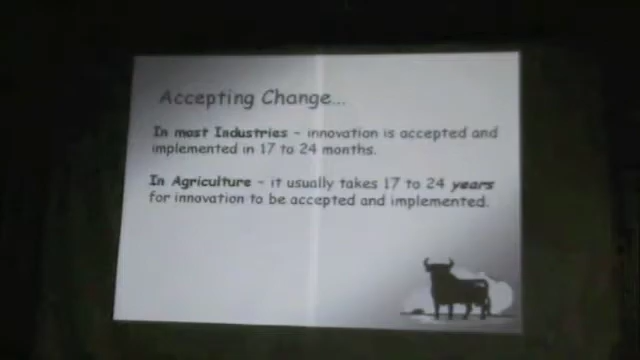 Accepting Change...
In most Industries - innovation is accepted and
implemented in 17 to 24 months.
In Agriculture - it usually takes 17 to 24 years
for innovation to be accepted and implemented.